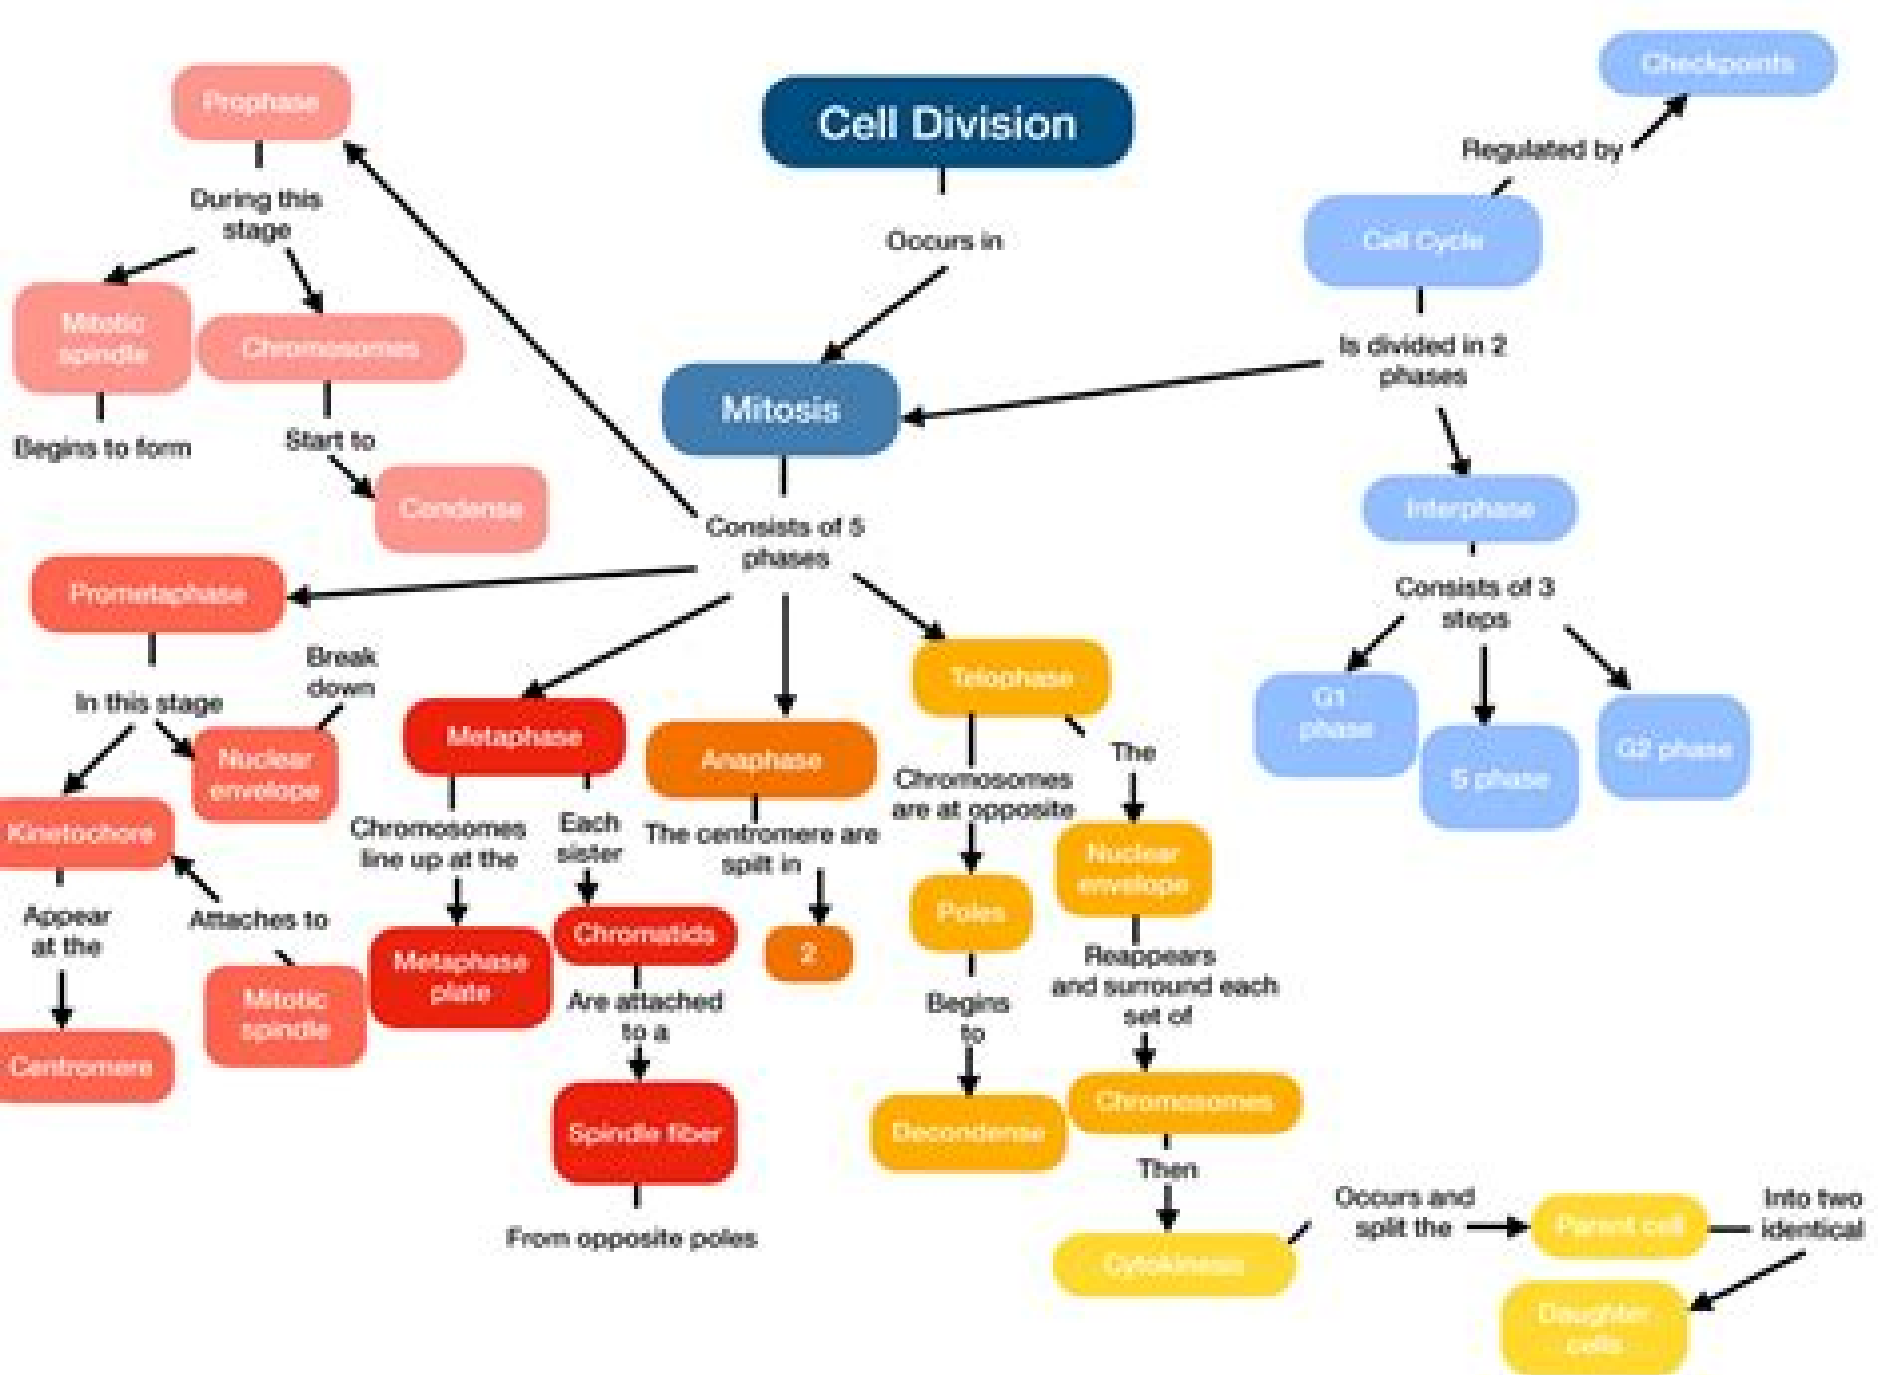 Cell Division
Occurs in
Mitosis
Consists of 5
phases
Prophase
During this
stage
Mitotic
spindle
Begins to form
Chromosomes
Start to
Condense
Prometaphase
In this stage
Break
down
Nuclear
envelope
Kinetochore
Appear
at the
Centromere
Attaches to
Mitotic
spindle
Metaphase
Chromosomes
line up at the
Metaphase
plate
Each
sister
Chromatids
Are attached
to a
Spindle fiber
From opposite poles
Anaphase
The centromere are
spilt in
2
Telophase
Chromosomes
are at opposite
Poles
Begins
to
Decondense
The
Nuclear
envelope
Reappears
and surround each
set of
Chromosomes
Then
Cytokinesis
Occurs and
split the
Parent cell
Into two
identical
Daughter
cells
Checkpoints
Regulated by
Cell Cycle
Is divided in 2
phases
Interphase
Consists of 3
steps
G1
phase
S phase
G2 phase